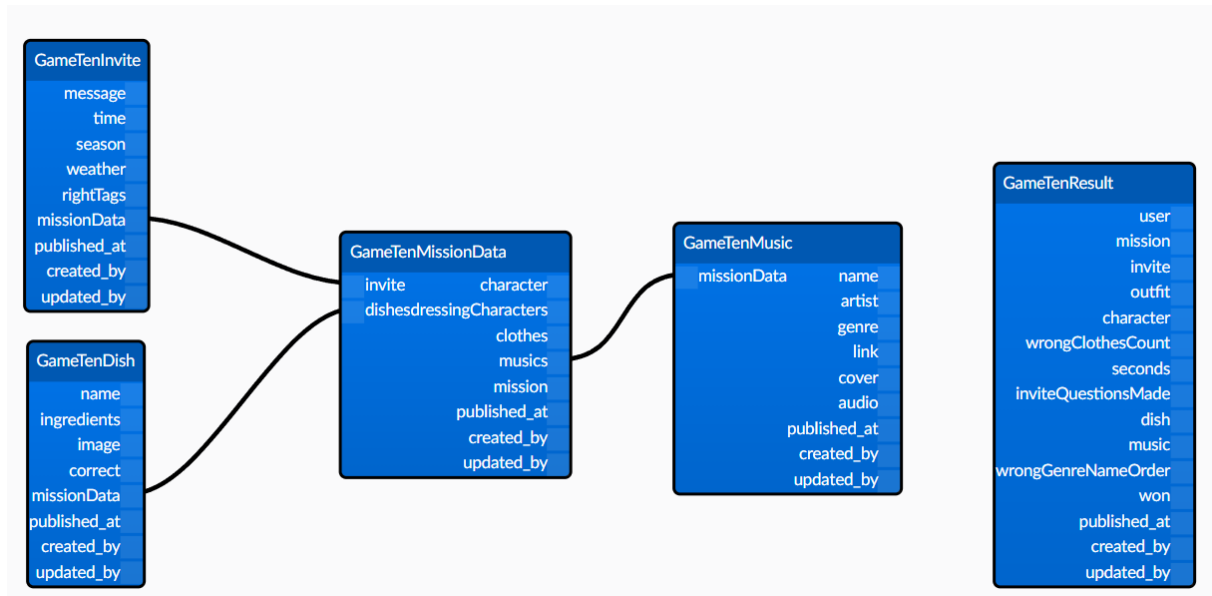 GameTenInvite
message
time
season
weather
rightTags
missionData
published_at
created_by
updated_by
GameTenDish
name
ingredients
image
correct
missionData
published_at
created_by
updated_by
GameTenMissionData
invite character
dishesdressingCharacters
clothes
musics
mission
published_at
created_by
updated_by
GameTenMusic
missionData name
artist
genre
link
cover
audio
published_at
created_by
updated_by
GameTenResult
user
mission
invite
outfit
character
wrongClothesCount
seconds
inviteQuestionsMade
dish
music
wrongGenreNameOrder
won
published_at
created_by
updated_by